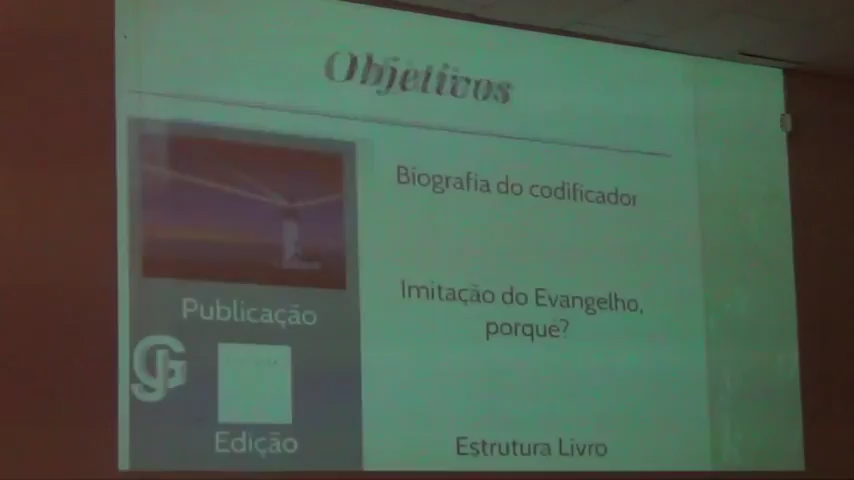 Objetivos
Biografia do codificador
Imitação do Evangelho,
porque?
Publicação
Edição
Estrutura Livro